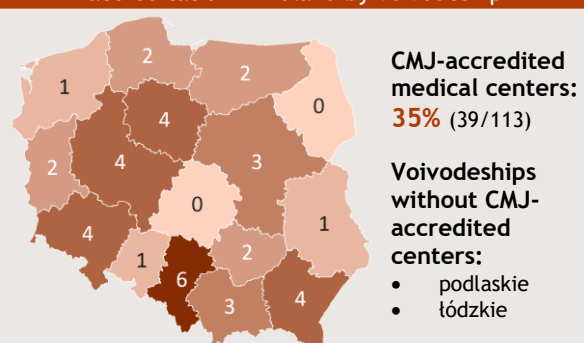 2
2
1
0
4
4
3
2
0
1
4
1
2
6
3
4
CMJ-accredited
medical centers:
35% (39/113)
Voivodeships
without CMJ-
accredited
centers:
• podlaskie
• łódzkie